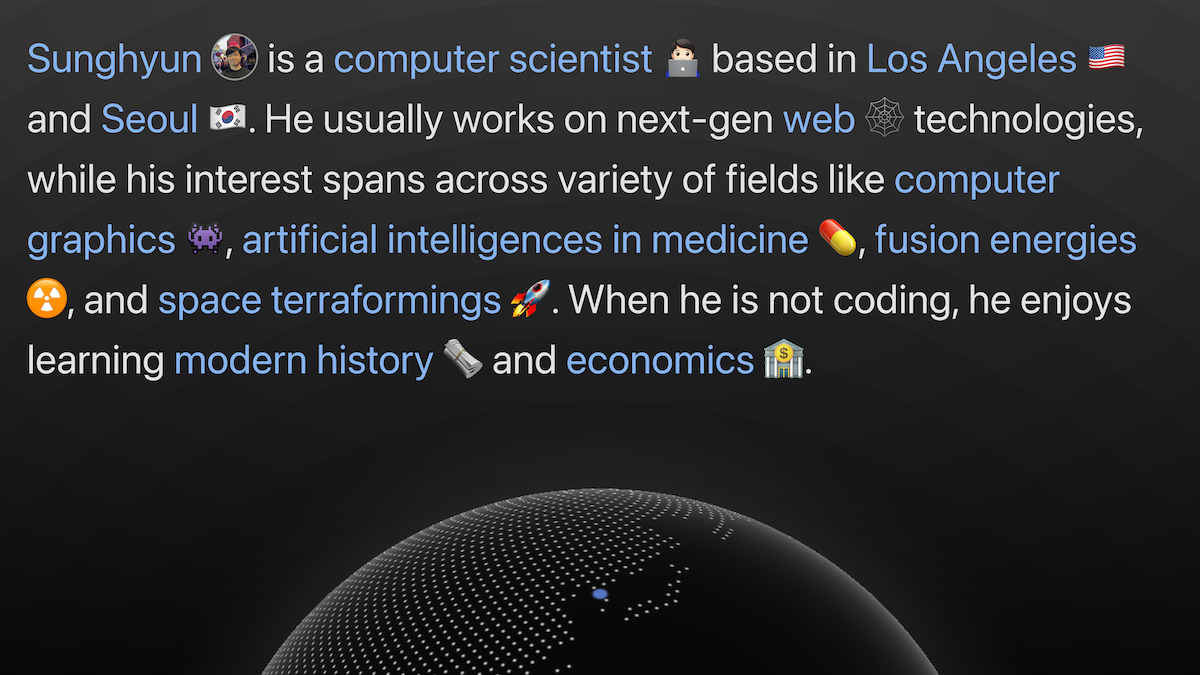 Sunghyun is a computer scientist 🧑🏻‍💻 based in Los Angeles 🇺🇸
and Seoul 🇰🇷. He usually works on next-gen web 🕸 technologies,
while his interest spans across variety of fields like computer
graphics 👾, artificial intelligences in medicine 💊, fusion energies
☢️, and space terraformings 🚀. When he is not coding, he enjoys
learning modern history 🗞 and economics 🏦.